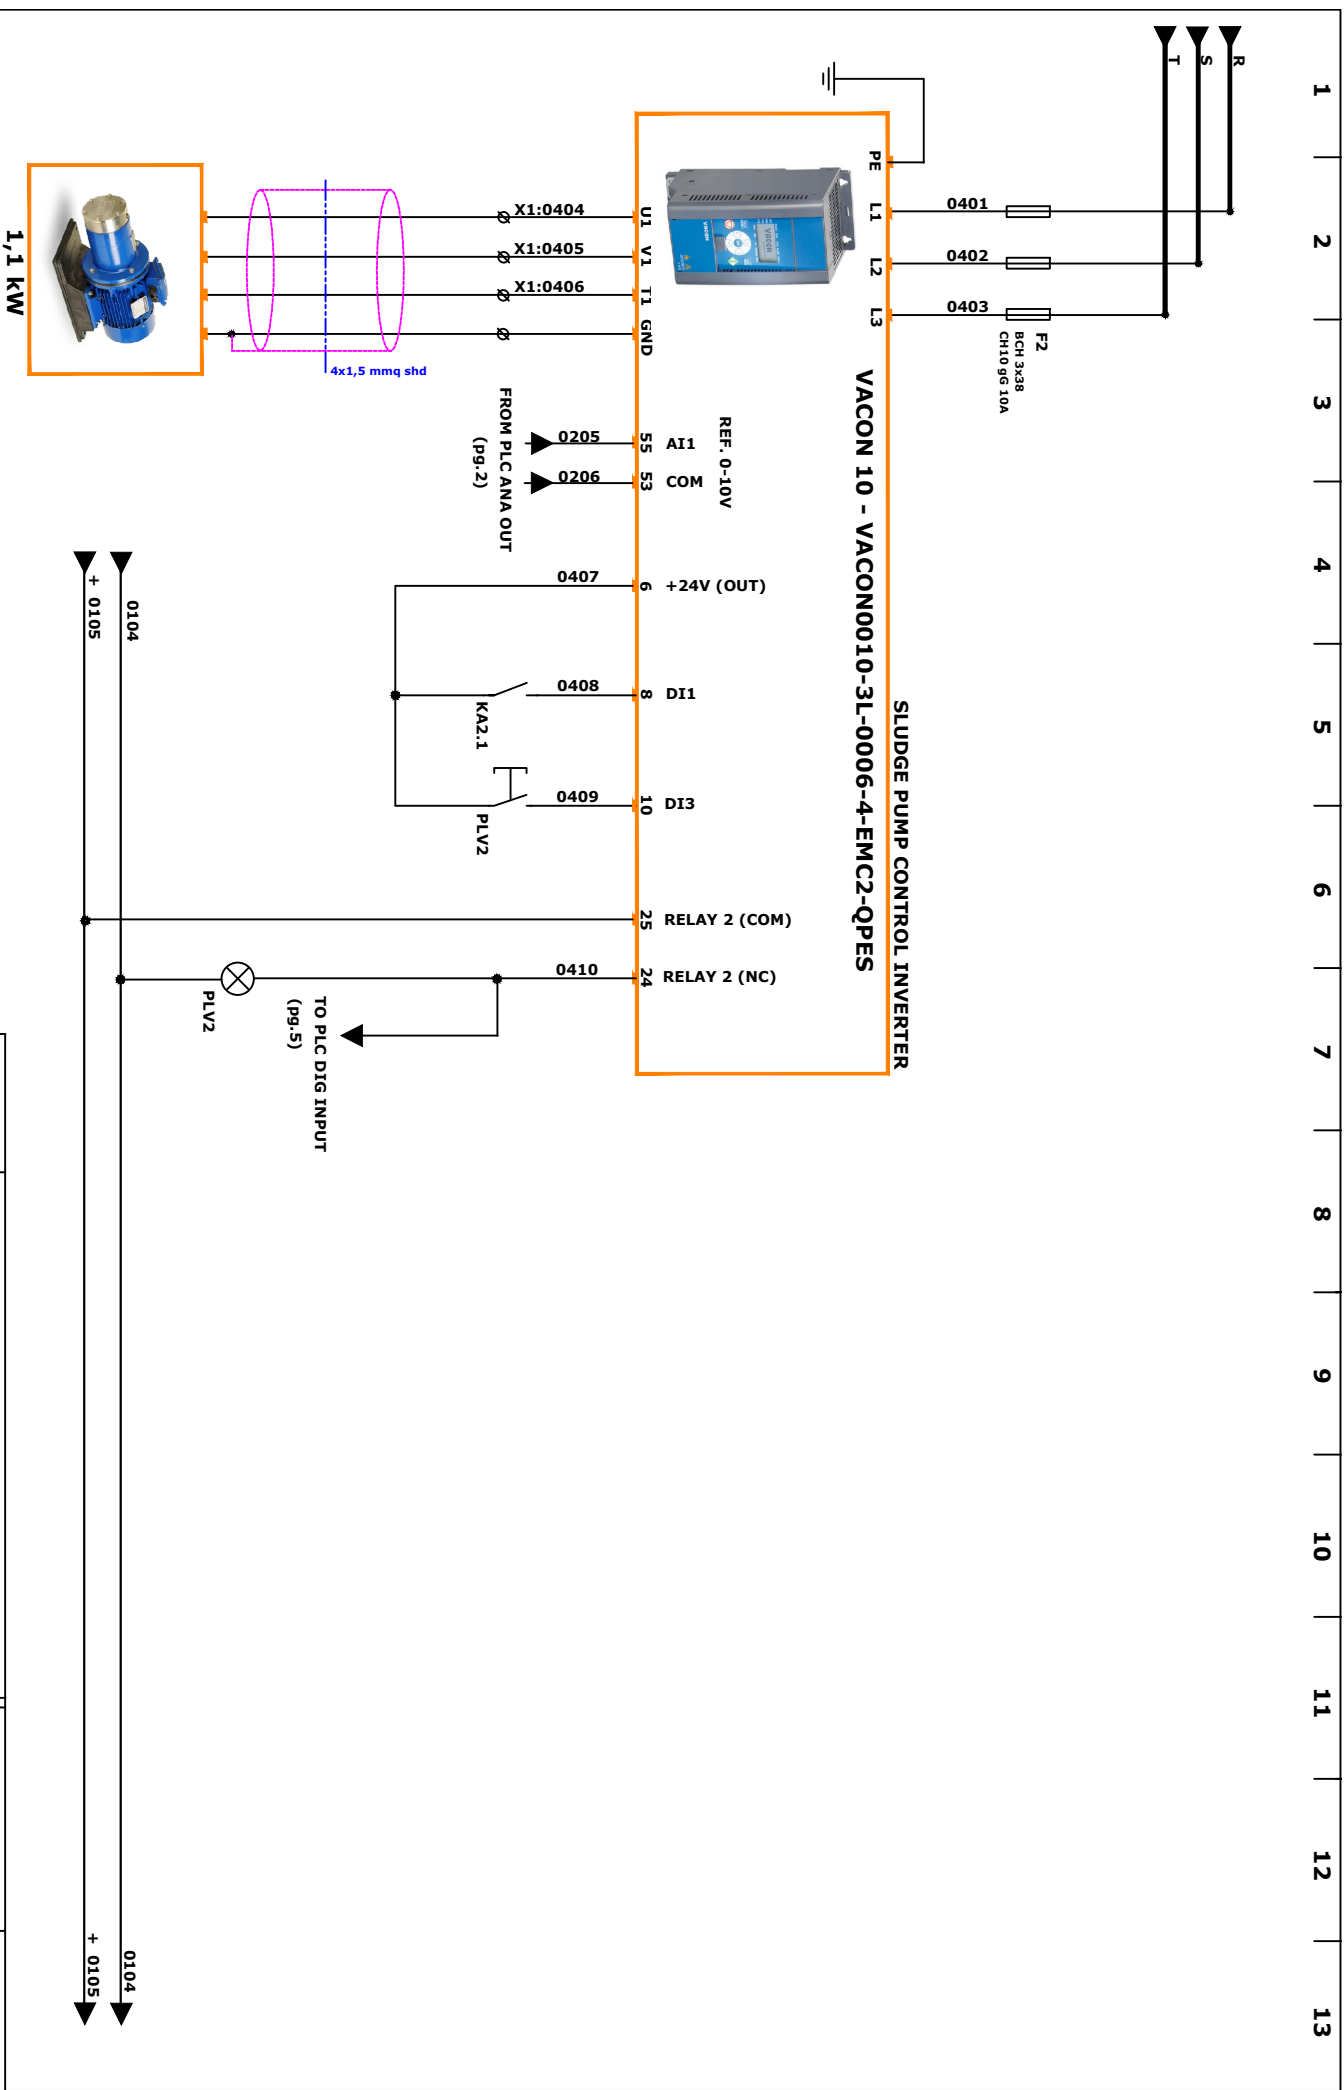 1
2
3
4
5
6
7
8
9
10
11
12
13
R
S
T
0401
0402
0403
F2
BCH 3x38
CH10 gG 10A
SLUDGE PUMP CONTROL INVERTER
VACON 10 - VACON0010-3L-0006-4-EMC2-QPES
PE
L1
L2
L3
VACON
VACON
REF. 0-10V
AI1
COM
+24V (OUT)
DI1
DI3
RELAY 2 (COM)
RELAY 2 (NC)
U1
V1
T1
GND
55
53
6
8
10
25
24
X1:0404
X1:0405
X1:0406
0205
0206
0407
0408
0409
0410
FROM PLC ANA OUT
(pg.2)
KA2.1
PLV2
4x1,5 mmq shd
TO PLC DIG INPUT
(pg.5)
PLV2
0104
+ 0105
0104
+ 0105
1,1 kW